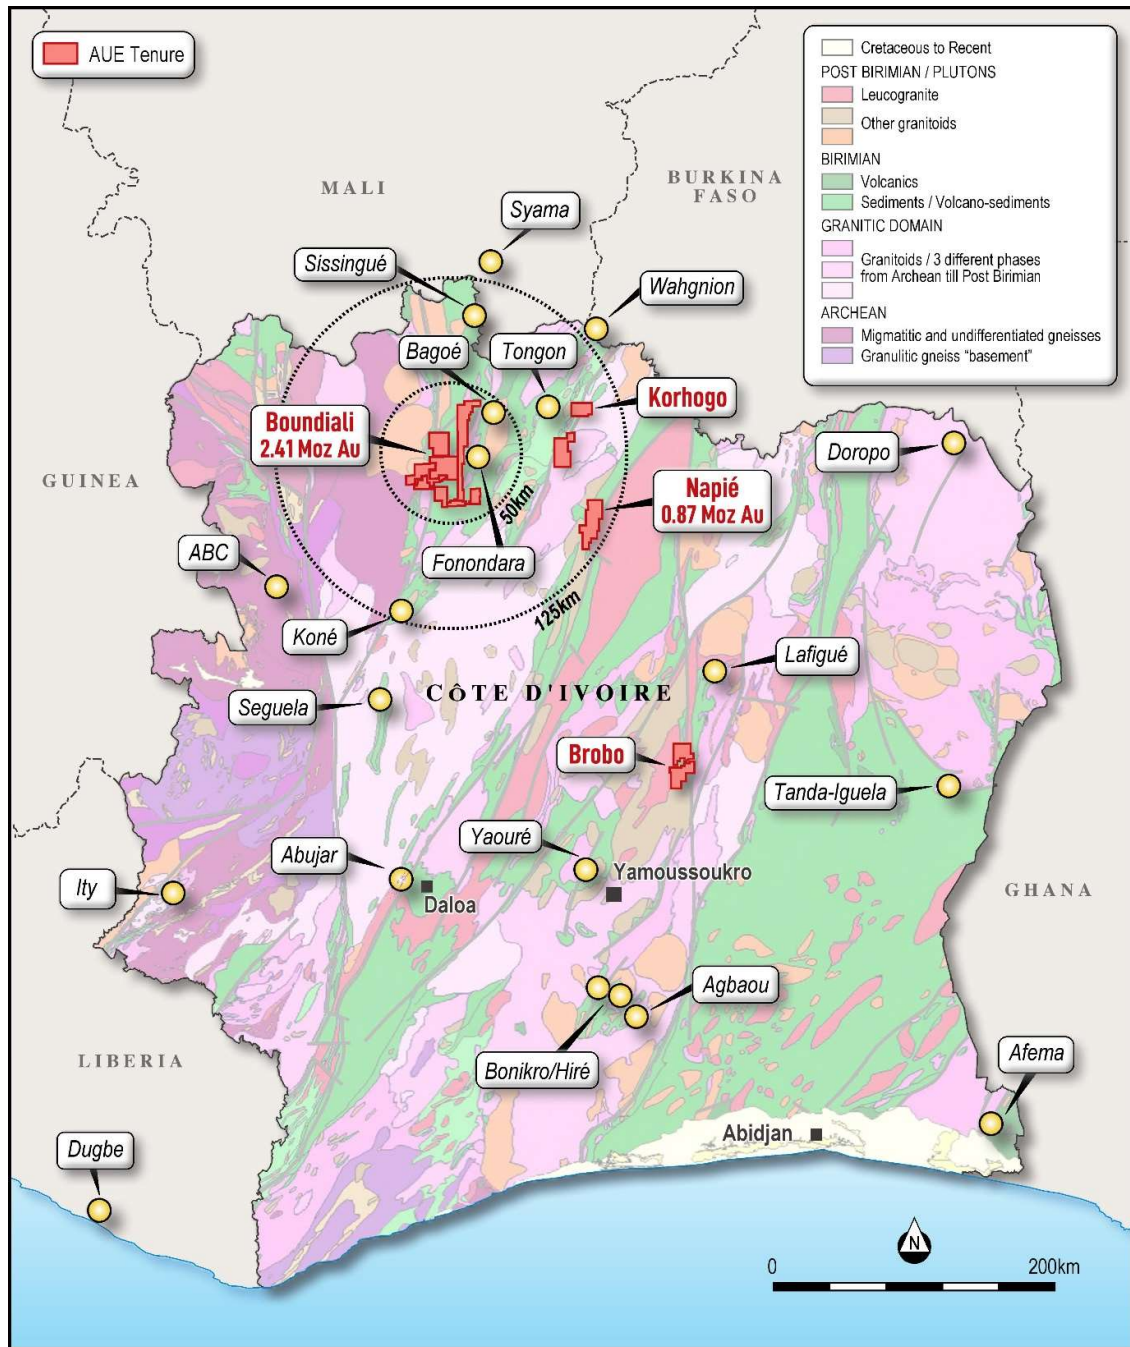 AUE Tenure
Cretaceous to Recent
POST BIRIMIAN / PLUTONS
Leucogranite
Other granitoids
BIRIMIAN
Volcanics
Sediments / Volcano-sediments
GRANITIC DOMAIN
Granitoids / 3 different phases
from Archean till Post Birimian
ARCHEAN
Migmatitic and undifferentiated gneisses
Granulitic gneiss "basement"
MALI
BURKINA
FASO
Syama
Sissingué
Wahgnion
Bagoé
Tongon
Korhogo
Boundiali
2.41 Moz Au
Doropo
GUINEA
Napié
0.87 Moz Au
50km
ABC
Fonondara
125km
Koné
Lafigué
CÔTE D'IVOIRE
Seguela
Brobo
Tanda-Iguela
Yaouré
Abujar
Yamoussoukro
Ity
Daloa
GHANA
Agbaou
Bonikro/Hiré
LIBERIA
Afema
Abidjan
Dugbe
N
0 200km